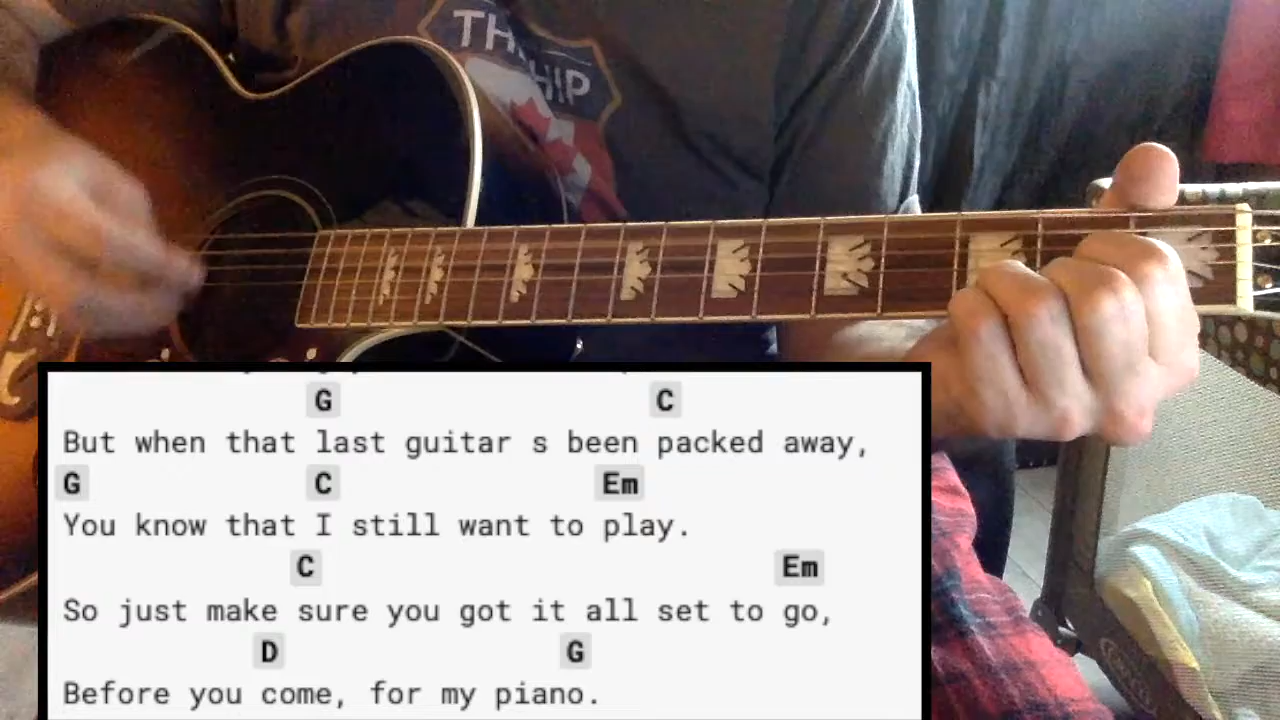 THE
HIP
G C
But when that last guitar s been packed away,
G C Em
You know that I still want to play.
C Em
So just make sure you got it all set to go,
D G
Before you come, for my piano.